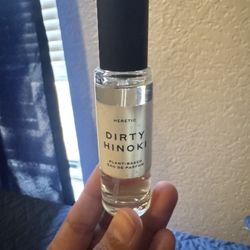 HERETIC
DIRTY
HINOKI
PLANT-BASED
EAU DE PARFUM